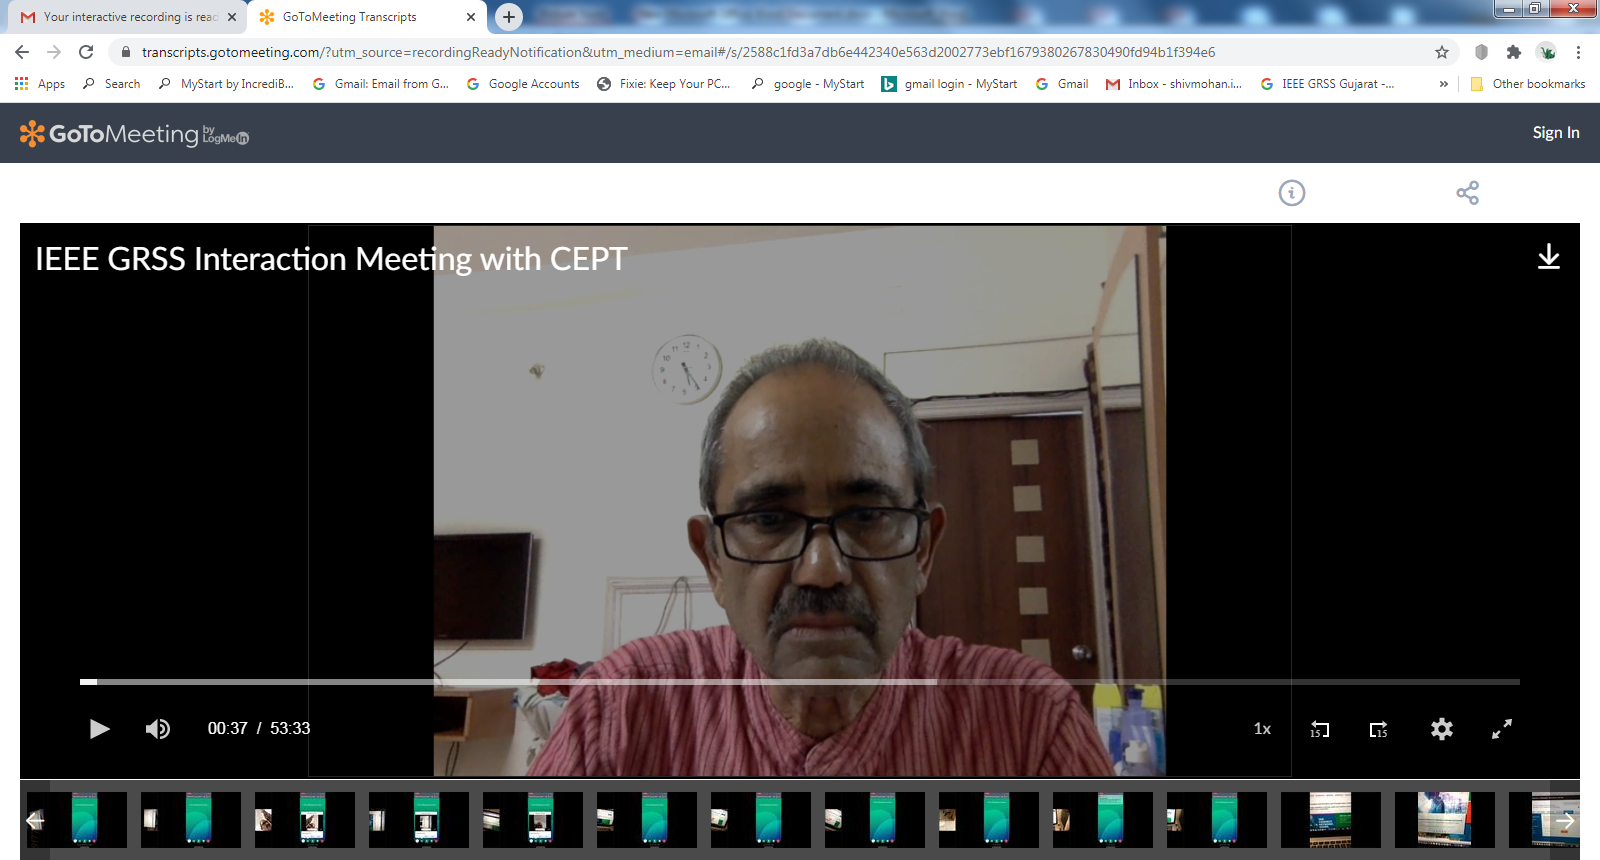 Your interactive recording is read
GoToMeeting Transcripts
transcripts.gotomeeting.com/?utm_source=recordingReadyNotification&utm_medium=email#/s/2588c1fd3a7db6e442340e563d2002773ebf1679380267830490fd94b1f394e6
Apps Search MyStart by IncrediB... Gmail: Email from G... Google Accounts Fixie: Keep Your PC... google - MyStart gmail login - MyStart Gmail Inbox - shivmohan.i... IEEE GRSS Gujarat -... » Other bookmarks
GoToMeeting by LogMeIn
Sign In
IEEE GRSS Interaction Meeting with CEPT
00:37 / 53:33
1x
15
15